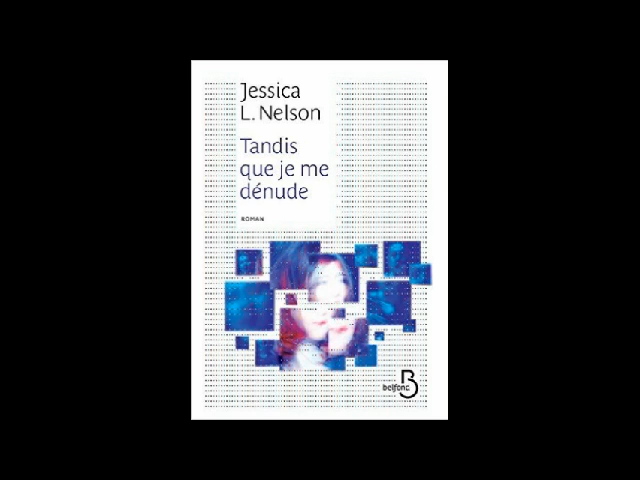 Jessica
L. Nelson
Tandis
que je me
dénude
ROMAN
belfond